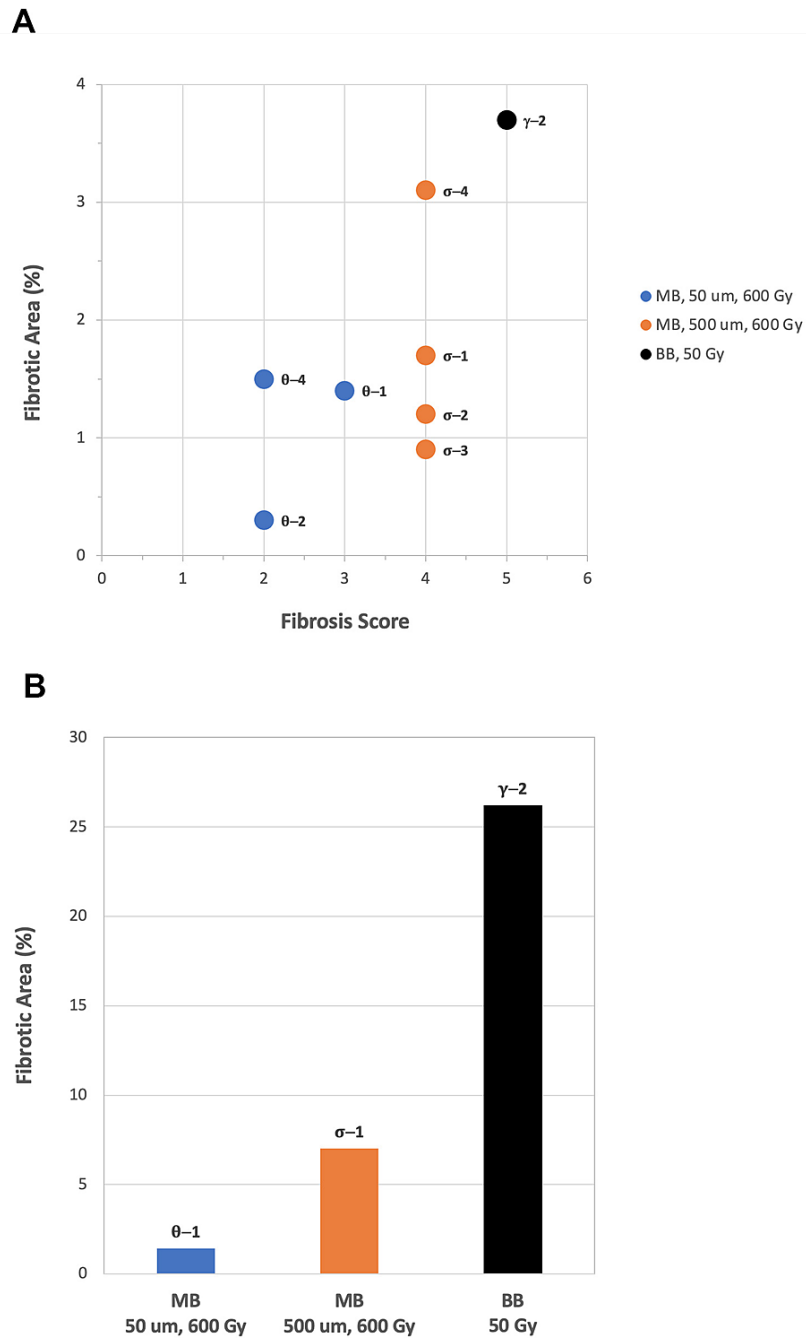 A
4
3
2
1
0
0 1 2 3 4 5 6
Fibrotic Area (%)
Fibrosis Score
γ–2
σ–4
σ–1
σ–2
σ–3
θ–4
θ–1
θ–2
MB, 50 um, 600 Gy
MB, 500 um, 600 Gy
BB, 50 Gy
B
30
25
20
15
10
5
0
Fibrotic Area (%)
θ–1
σ–1
γ–2
MB
50 um, 600 Gy
MB
500 um, 600 Gy
BB
50 Gy